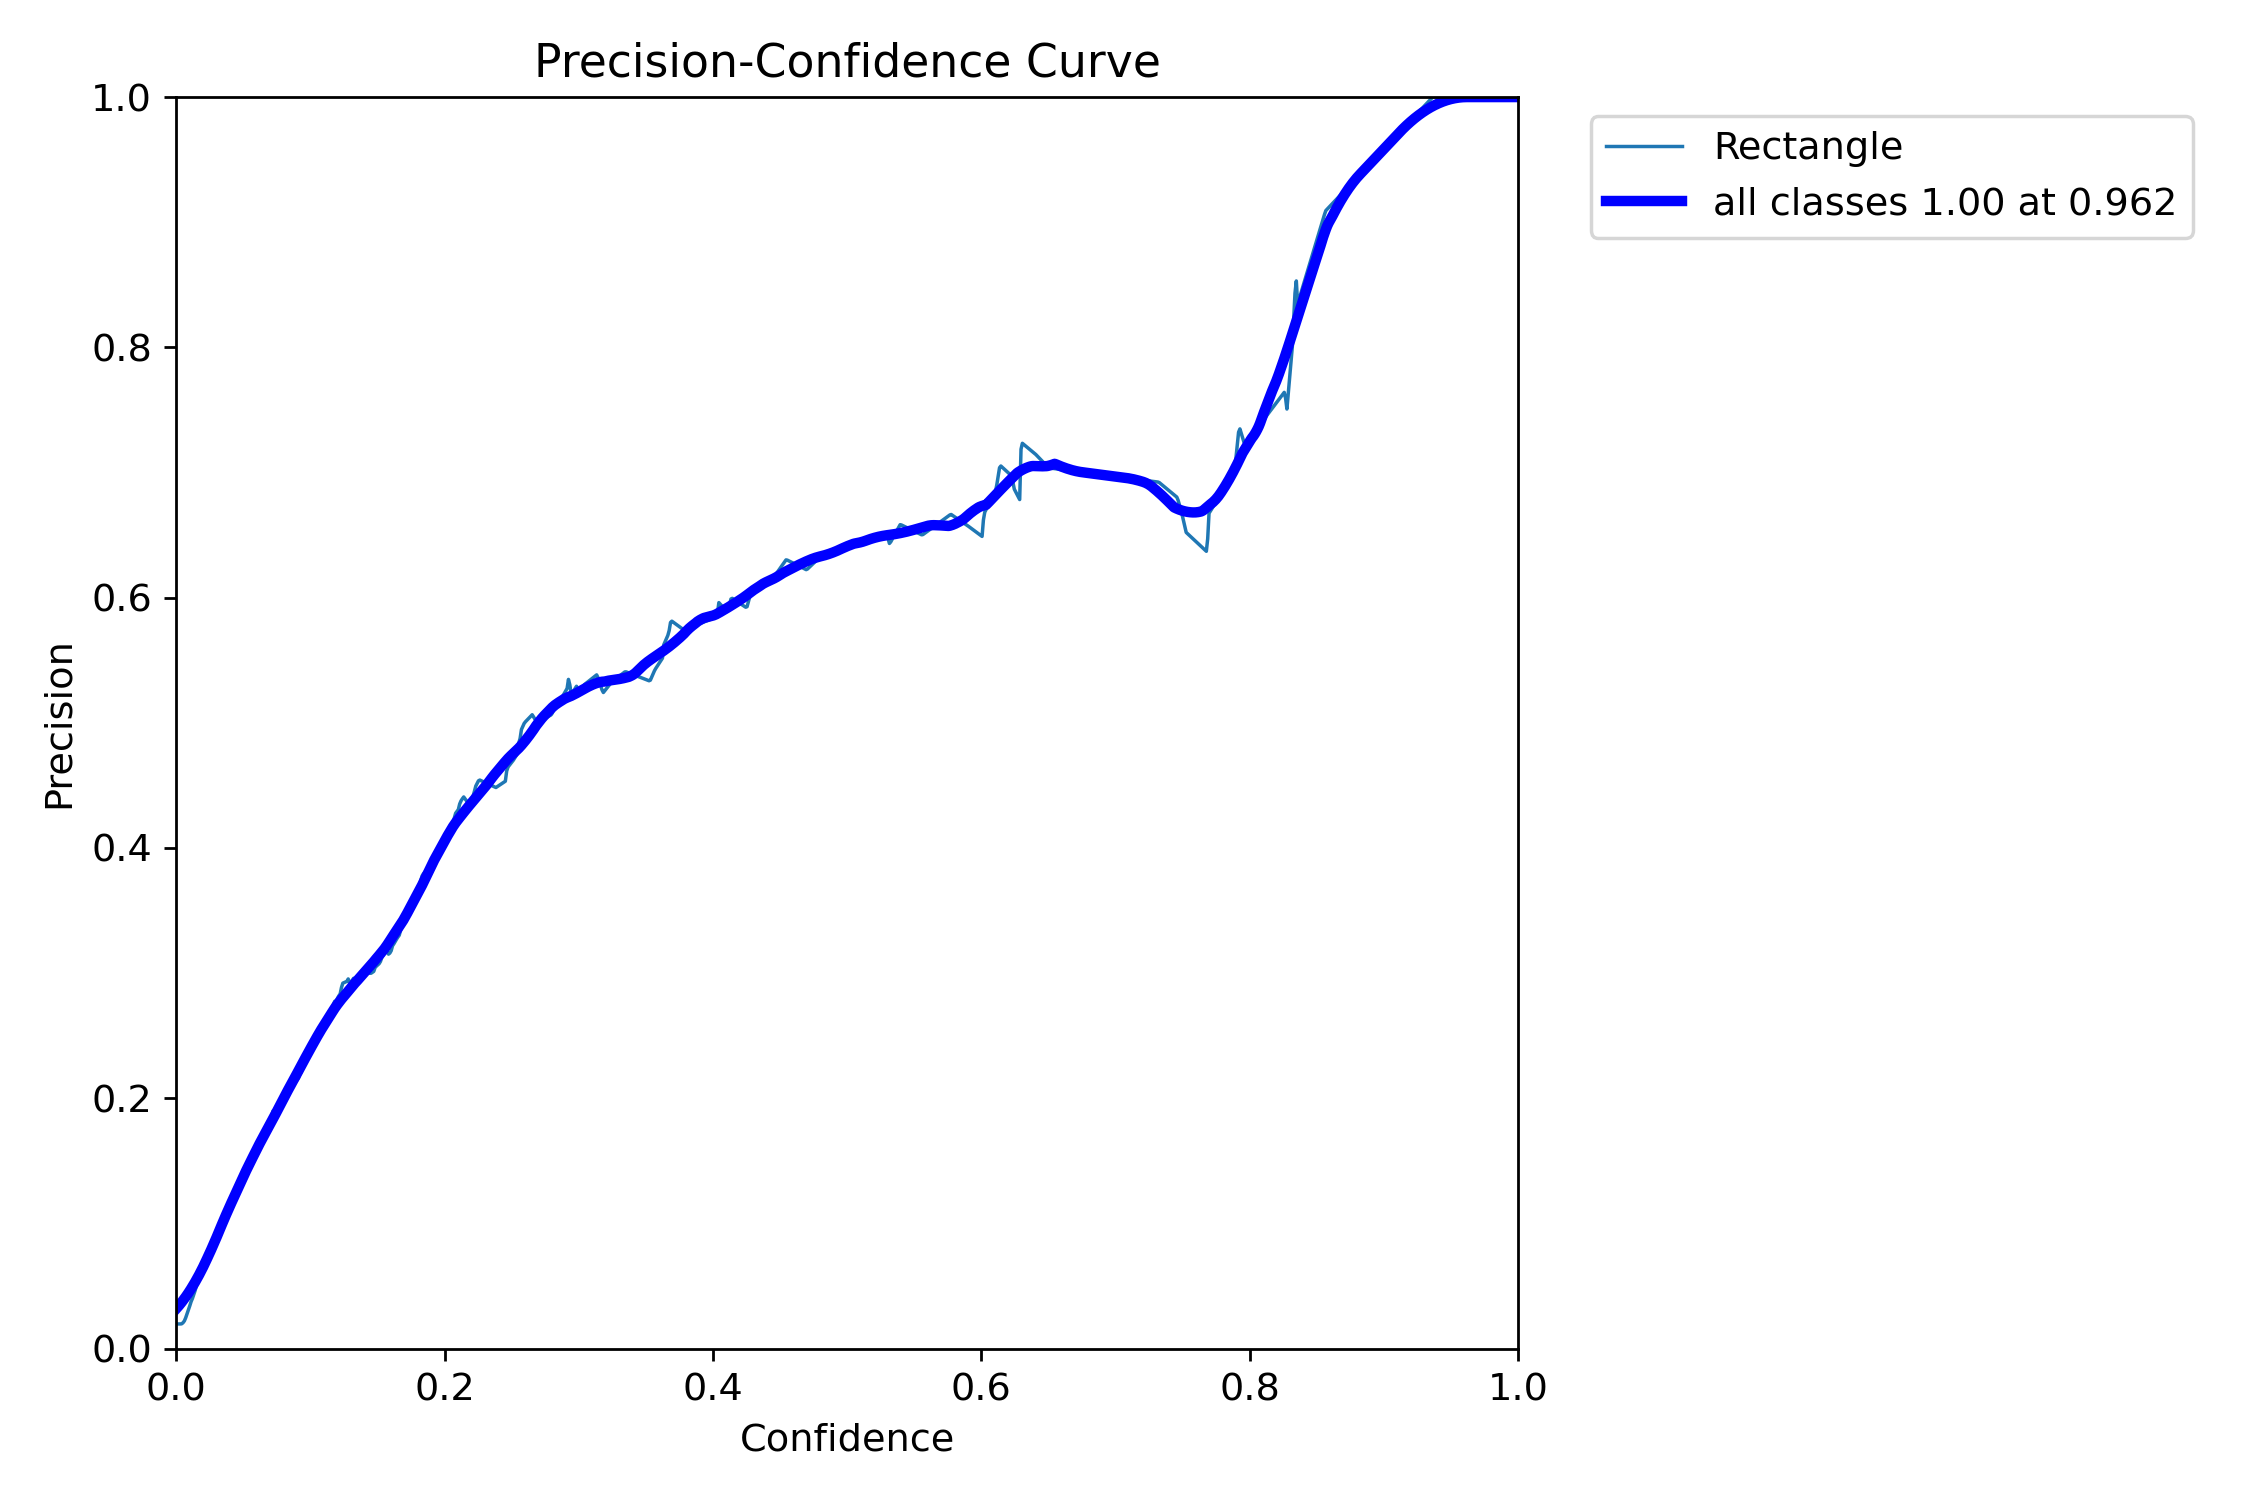 Precision-Confidence Curve
1.0
0.8
0.6
0.4
0.2
0.0
Precision
0.0 0.2 0.4 0.6 0.8 1.0
Confidence
Rectangle
all classes 1.00 at 0.962